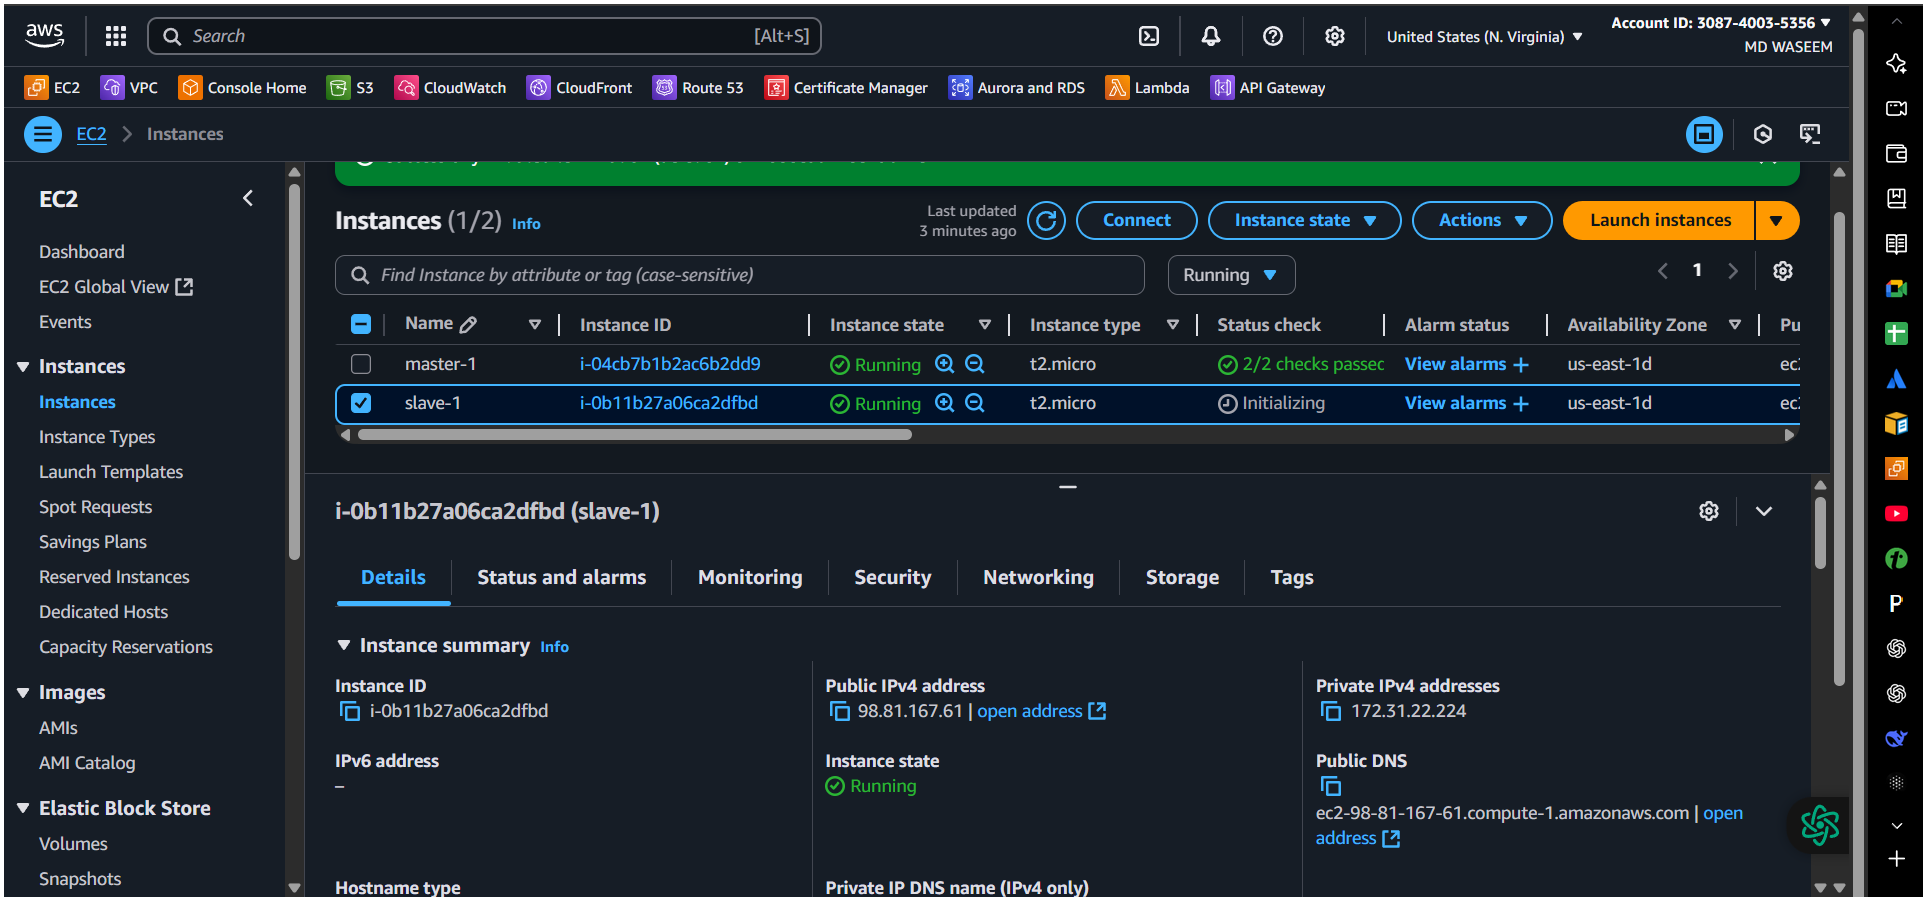 aws
Search [Alt+S]
United States (N. Virginia)
Account ID: 3087-4003-5356
MD WASEEM
EC2 VPC Console Home S3 CloudWatch CloudFront Route 53 Certificate Manager Aurora and RDS Lambda API Gateway
EC2 Instances
EC2
Dashboard
EC2 Global View
Events
Instances
Instances
Instance Types
Launch Templates
Spot Requests
Savings Plans
Reserved Instances
Dedicated Hosts
Capacity Reservations
Images
AMIs
AMI Catalog
Elastic Block Store
Volumes
Snapshots
Instances (1/2) Info
Last updated
3 minutes ago
Connect Instance state Actions Launch instances
Find Instance by attribute or tag (case-sensitive) Running 1
Name Instance ID Instance state Instance type Status check Alarm status Availability Zone Pu
master-1 i-04cb7b1b2ac6b2dd9 Running t2.micro 2/2 checks passec View alarms us-east-1d ec
slave-1 i-0b11b27a06ca2dfbd Running t2.micro Initializing View alarms us-east-1d ec
i-0b11b27a06ca2dfbd (slave-1)
Details Status and alarms Monitoring Security Networking Storage Tags
Instance summary Info
Instance ID
i-0b11b27a06ca2dfbd
Public IPv4 address
98.81.167.61 | open address
Private IPv4 addresses
172.31.22.224
IPv6 address
–
Instance state
Running
Public DNS
ec2-98-81-167-61.compute-1.amazonaws.com | open
address
Hostname type
Private IP DNS name (IPv4 only)
P